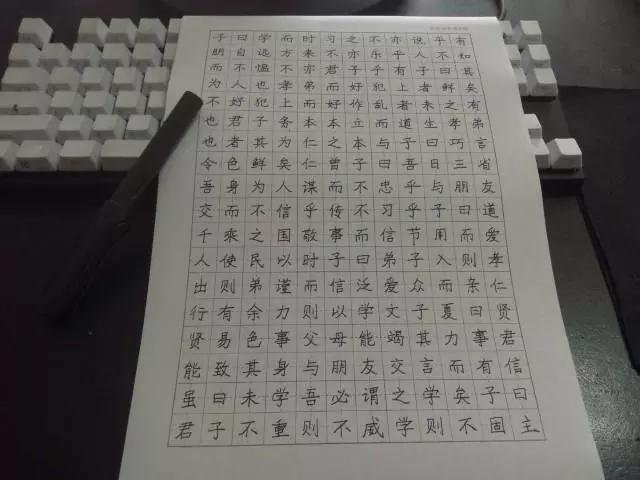 子曰学而时习之不亦说乎有
朋自远方来不亦乐乎人不知
而不愠不亦君子乎有子曰其
为人也孝弟而好犯上者鲜矣
不好犯上而好作乱者未之有
也君子务本本立而道生孝弟
也者其为仁之本与子曰巧言
令色鲜矣仁曾子曰吾日三省
吾身为人谋而不忠乎与朋友
交而不信乎传不习乎子曰道
千乘之国敬事而信节用而爱
人使民以时子曰弟子入则孝
出则弟谨而信泛爱众而亲仁
行有余力则以学文子夏曰贤
贤易色事父母能竭其力事君
能致其身与朋友交言而有信
虽曰未学吾必谓之学矣子曰
君子不重则不威学则不固主